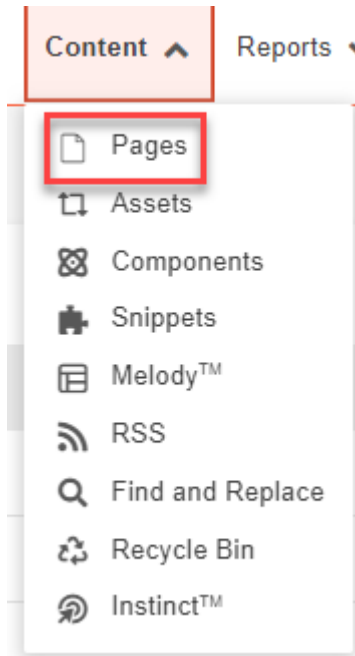 Content Reports
Pages
Assets
Components
Snippets
Melody™
RSS
Find and Replace
Recycle Bin
Instinct™